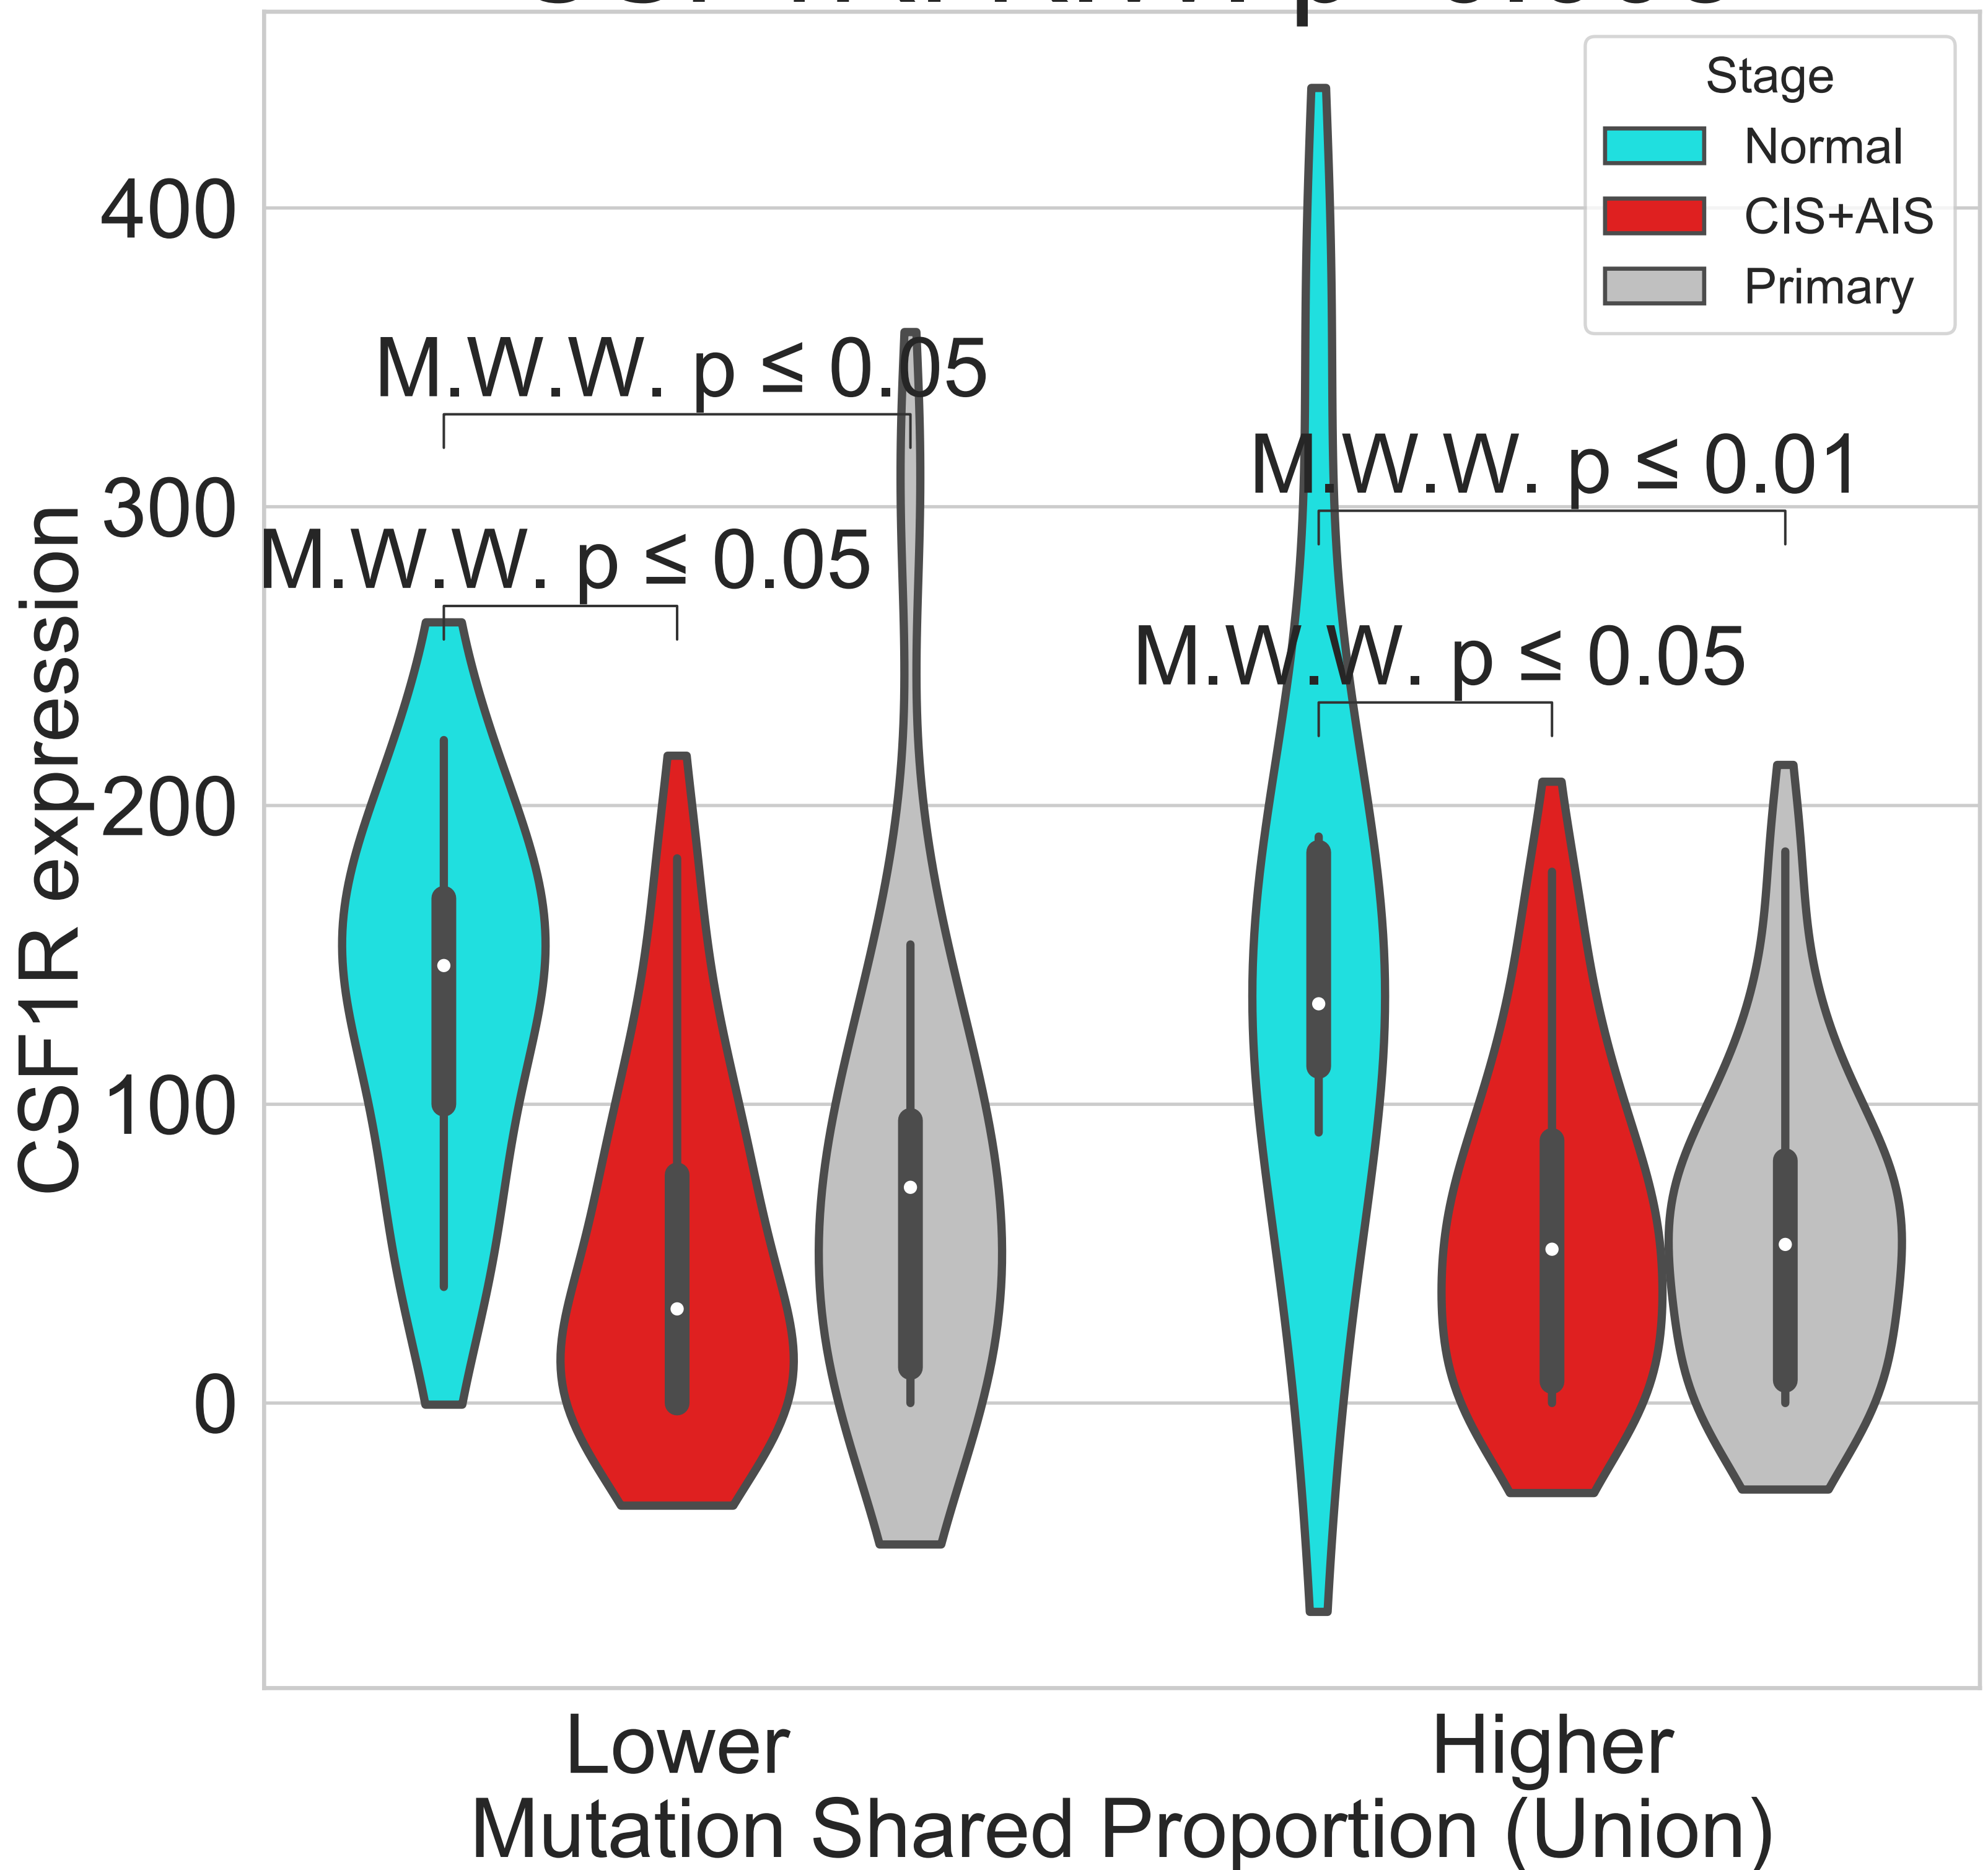 Stage
Normal
CIS+AIS
Primary
400
300
200
100
0
CSF1R expression
M.W.W. p ≤ 0.05
M.W.W. p ≤ 0.05
M.W.W. p ≤ 0.01
M.W.W. p ≤ 0.05
Lower
Higher
Mutation Shared Proportion (Union)